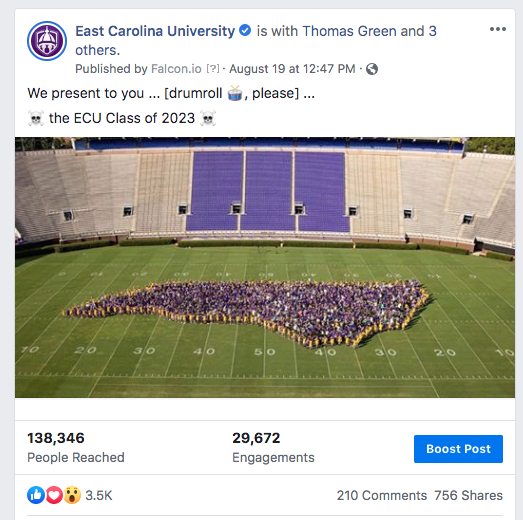 East Carolina University is with Thomas Green and 3
others.
Published by Falcon.io [?] · August 19 at 12:47 PM ·
We present to you ... [drumroll 🥁, please] ...
☠️ the ECU Class of 2023 ☠️
10 20 30 40 50 40 30 20
138,346
People Reached
29,672
Engagements
Boost Post
3.5K
210 Comments 756 Shares